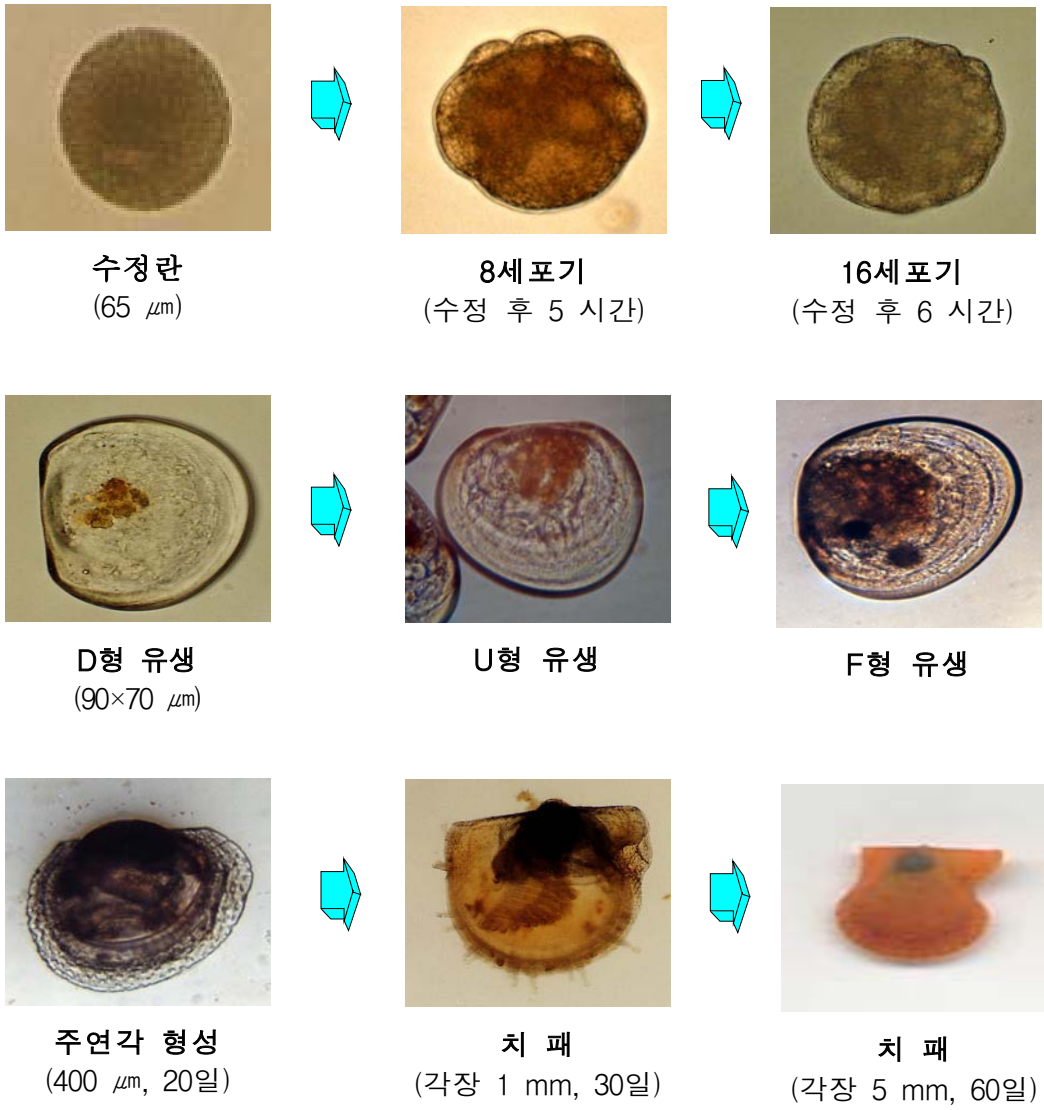 수정란
(65 ㎛)
8세포기
(수정 후 5 시간)
16세포기
(수정 후 6 시간)
D형 유생
(90×70 ㎛)
U형 유생
F형 유생
주연각 형성
(400 ㎛, 20일)
치 패
(각장 1 mm, 30일)
치 패
(각장 5 mm, 60일)